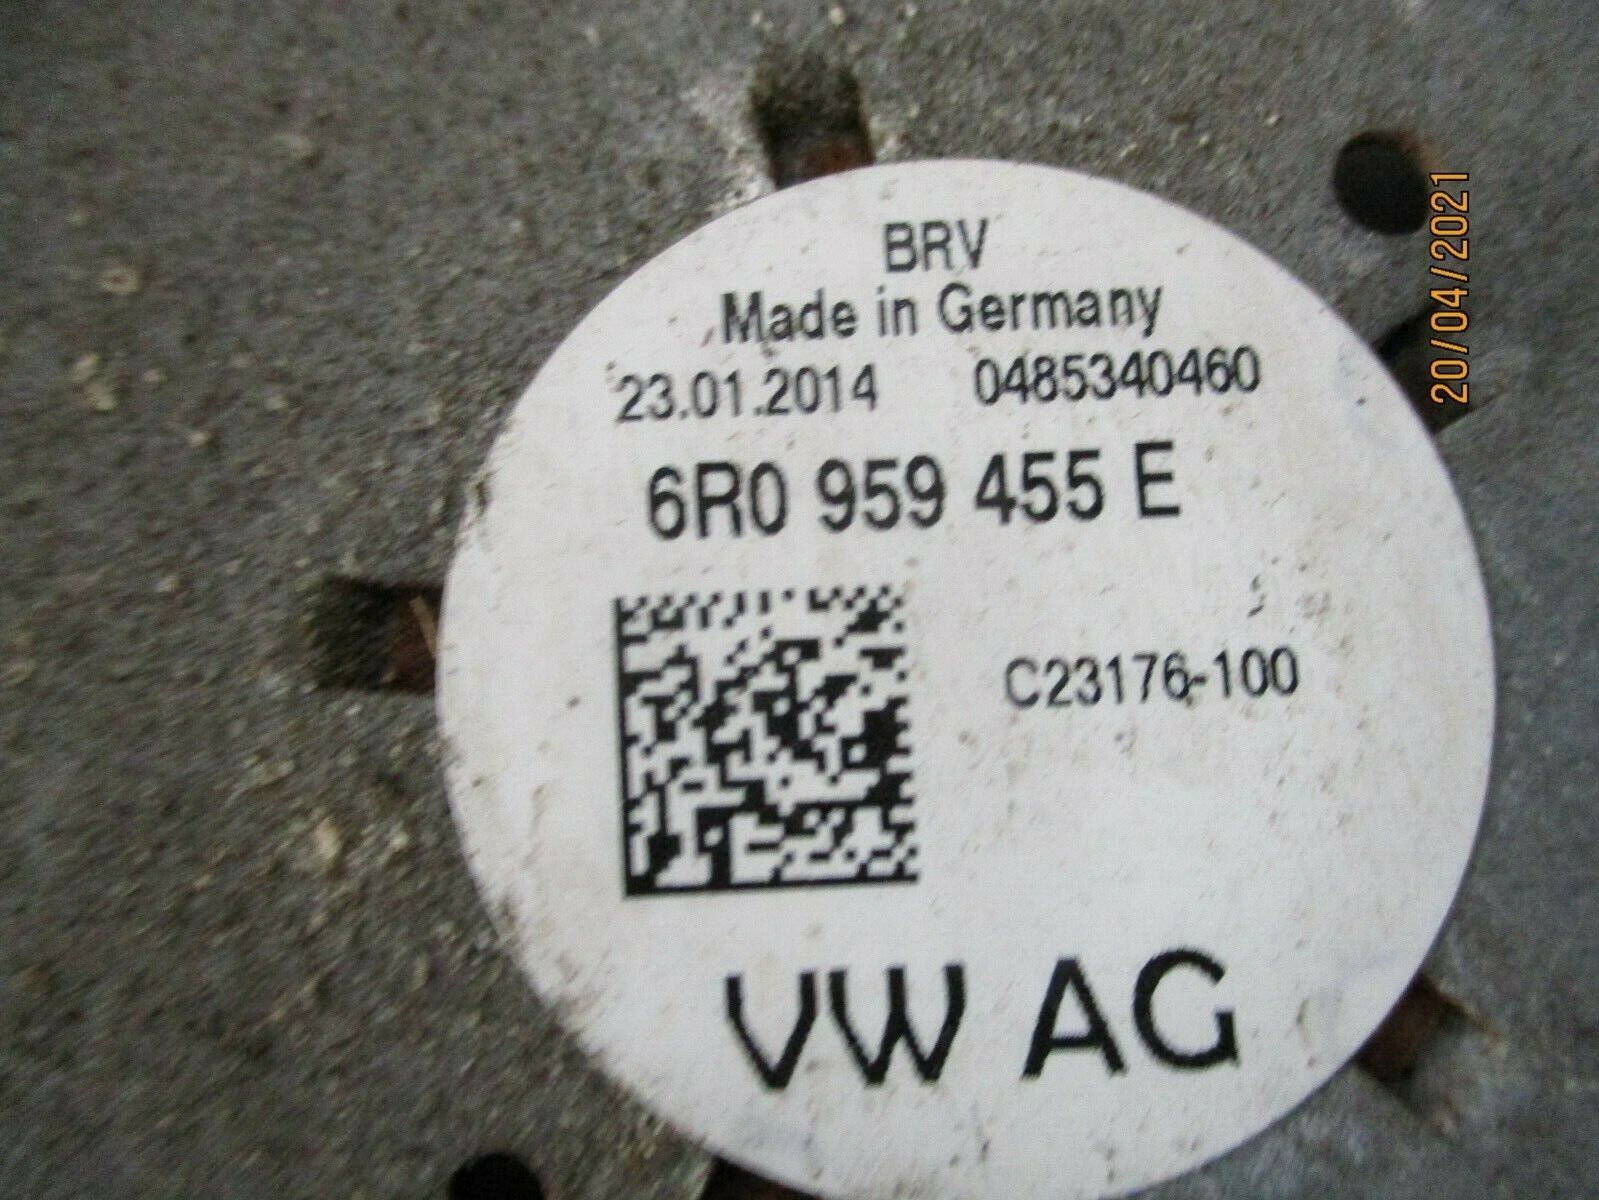 BRV
Made in Germany
23.01.2014 0485340460
6R0 959 455 E
C23176-100
VW AG
20/04/2021